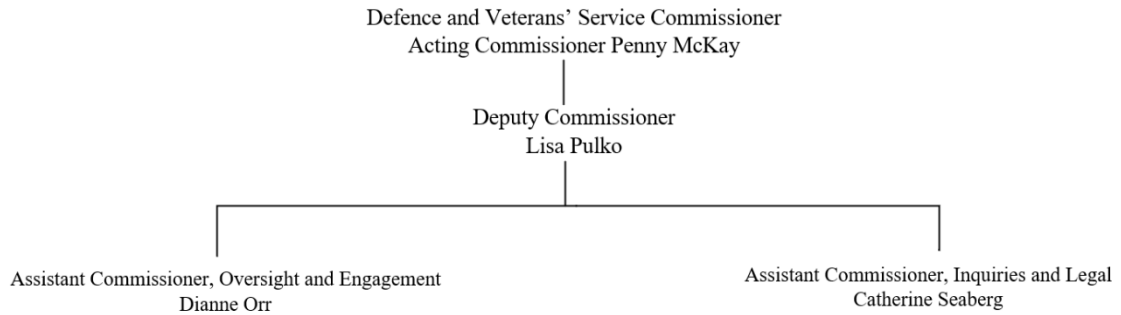 Defence and Veterans’ Service Commissioner
Acting Commissioner Penny McKay
Deputy Commissioner
Lisa Pulko
Assistant Commissioner, Oversight and Engagement
Dianne Orr
Assistant Commissioner, Inquiries and Legal
Catherine Seaberg